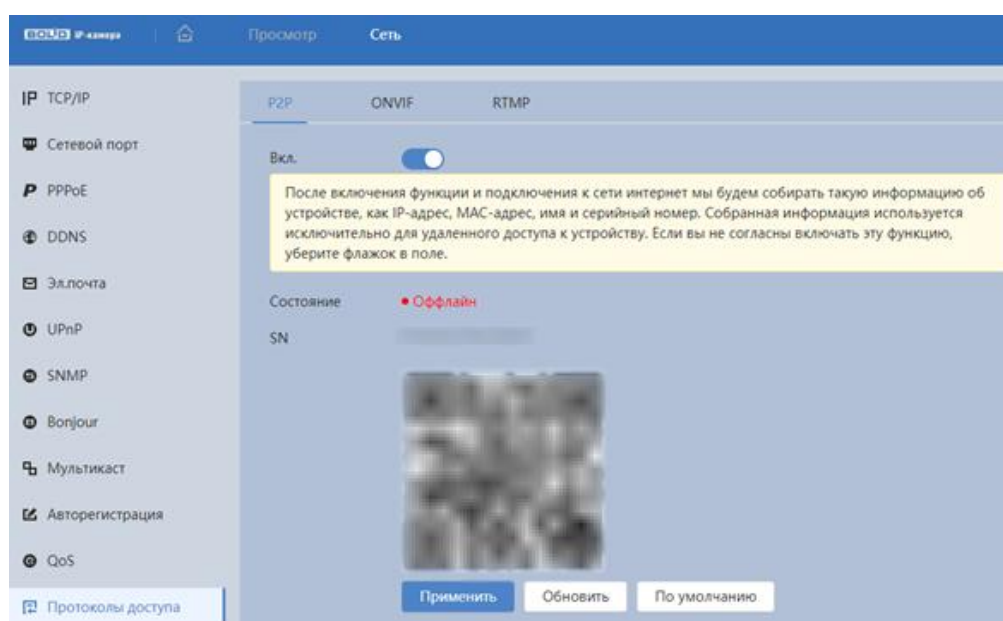 BOLID IP-камера
Просмотр
Сеть
IP TCP/IP
Сетевой порт
P PPPoE
DDNS
Эл.почта
UPnP
SNMP
Bonjour
Мультикаст
Авторегистрация
QoS
Протоколы доступа
P2P
ONVIF
RTMP
Вкл.
После включения функции и подключения к сети интернет мы будем собирать такую информацию об
устройстве, как IP-адрес, MAC-адрес, имя и серийный номер. Собранная информация используется
исключительно для удаленного доступа к устройству. Если вы не согласны включать эту функцию,
уберите флажок в поле.
Состояние
Оффлайн
SN
Применить
Обновить
По умолчанию